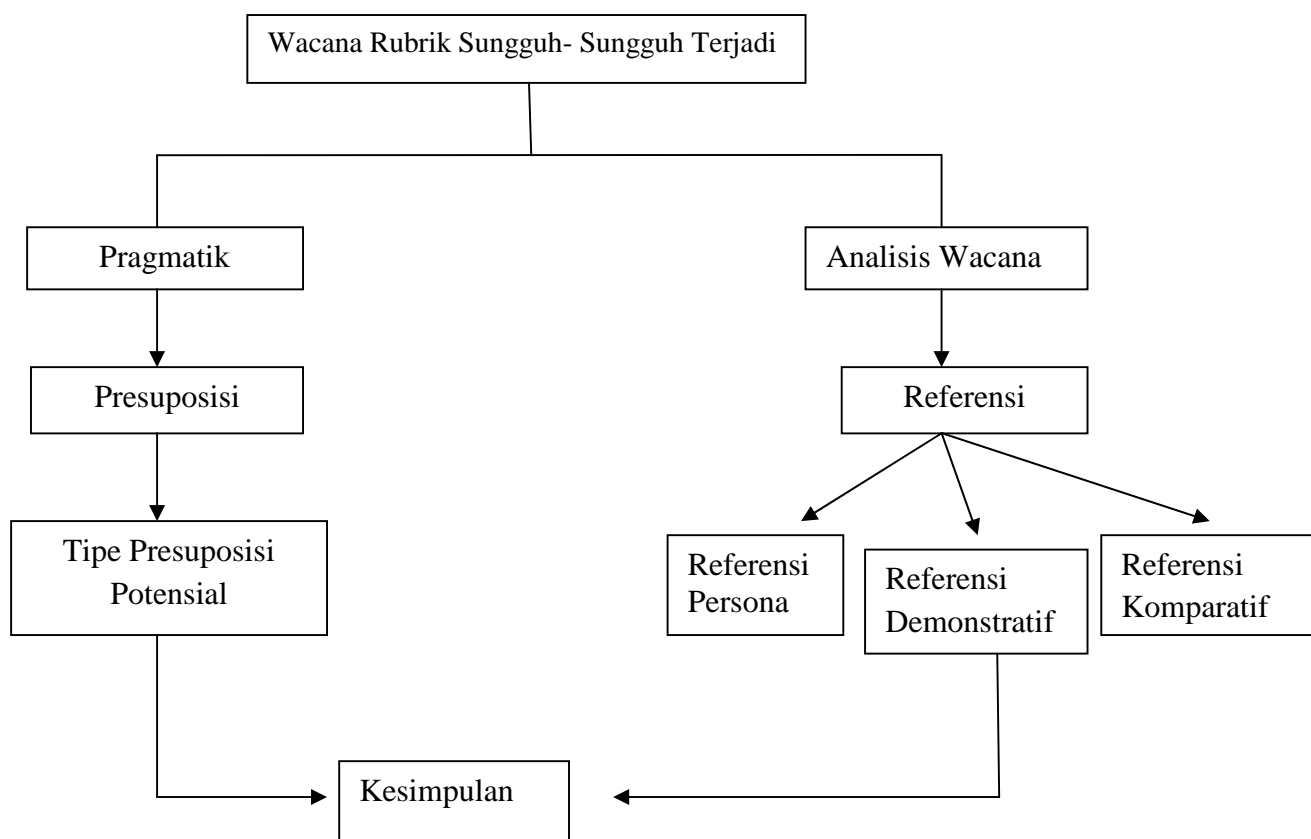 Wacana Rubrik Sungguh- Sungguh Terjadi
Pragmatik
Analisis Wacana
Presuposisi
Referensi
Tipe Presuposisi
Potensial
Referensi
Persona
Referensi
Demonstratif
Referensi
Komparatif
Kesimpulan